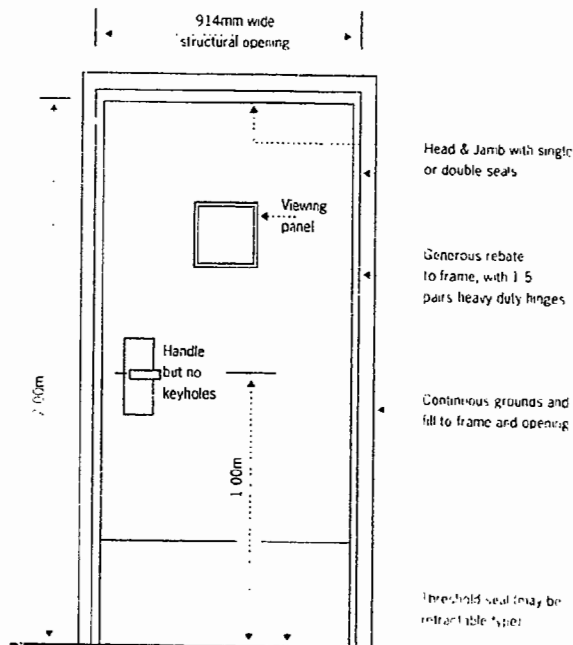 914mm wide
structural opening
Head & Jamb with single
or double seals
Viewing
panel
Generous rebate
to frame, with 1 5
pairs heavy duty hinges
Handle
but no
keyholes
2.00m
Continuous grounds and
fill to frame and opening
1 00m
Threshold seal (may be
retractable type)